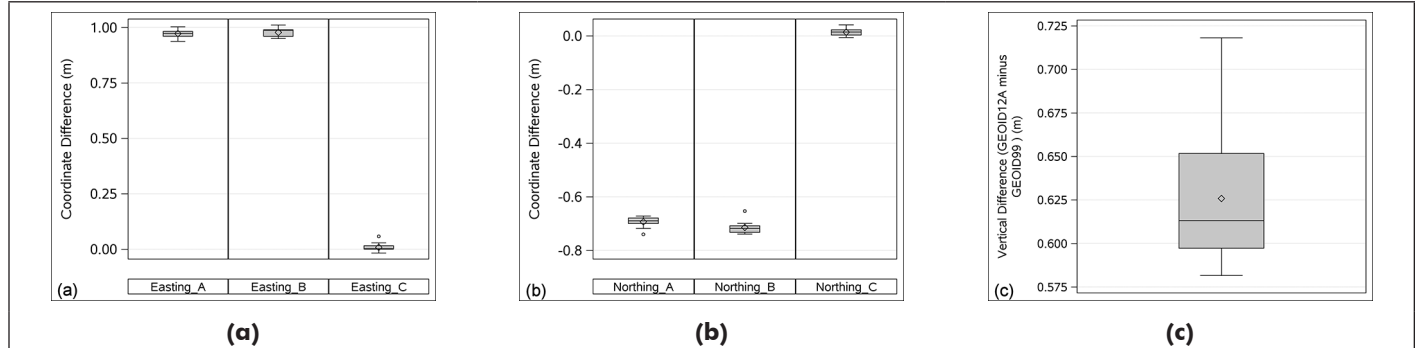 Coordinate Difference (m)
1.00
0.75
0.50
0.25
0.00
Easting_A
Easting_B
Easting_C
(a)
Coordinate Difference (m)
0.0
-0.2
-0.4
-0.6
-0.8
Northing_A
Northing_B
Northing_C
(b)
Vertical Difference (GEOID12A minus
GEOID99 ) (m)
0.725
0.700
0.675
0.650
0.625
0.600
0.575
(c)
(a)
(b)
(c)